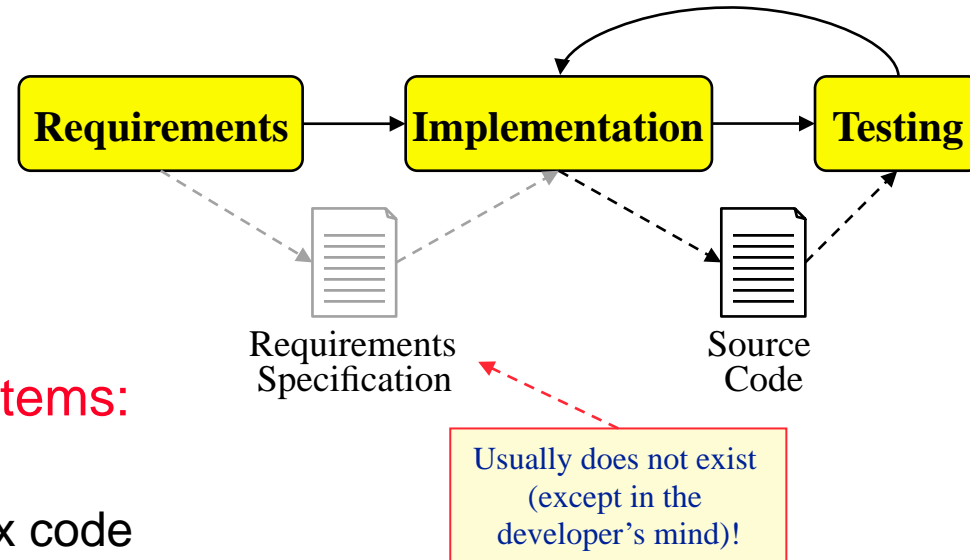 Requirements
Implementation
Testing
Requirements
Specification
Source
Code
tems:
Usually does not exist
(except in the
developer's mind)!
x code